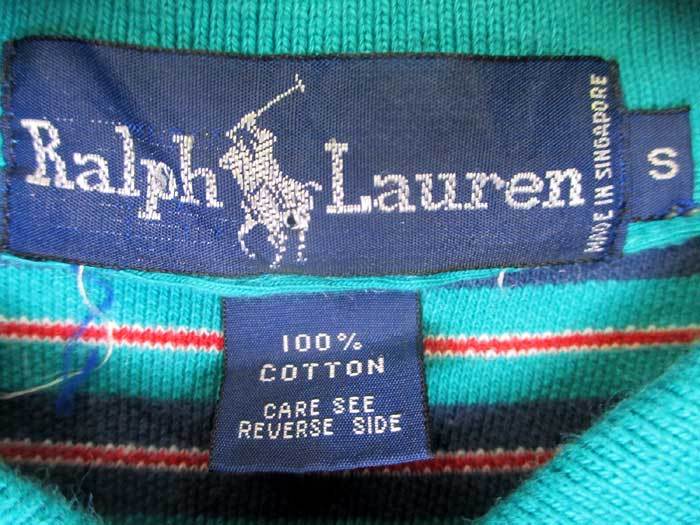 Ralph Lauren
MADE IN SINGAPORE
S
100%
COTTON
CARE SEE
REVERSE SIDE